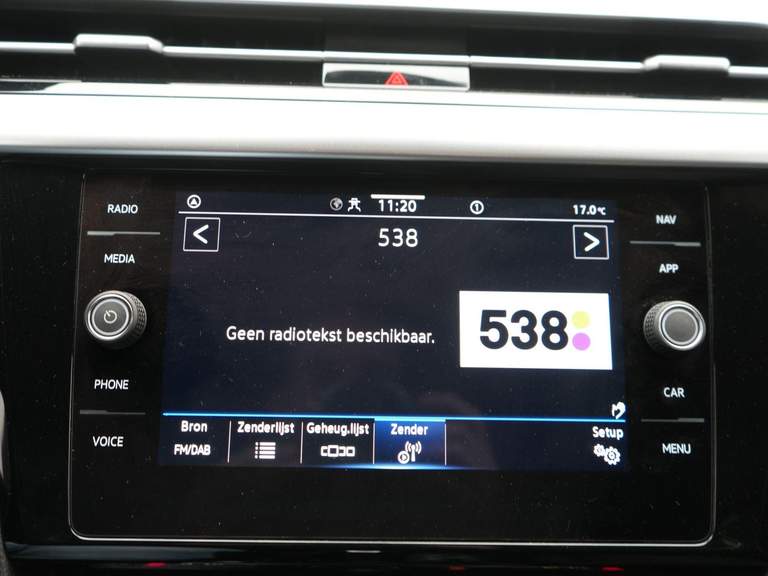 RADIO
MEDIA
PHONE
VOICE
11:20
1
17.0°C
<
538
>
Geen radiotekst beschikbaar.
538
Bron
FM/DAB
Zenderlijst
Geheug.lijst
Zender
Setup
NAV
APP
CAR
MENU